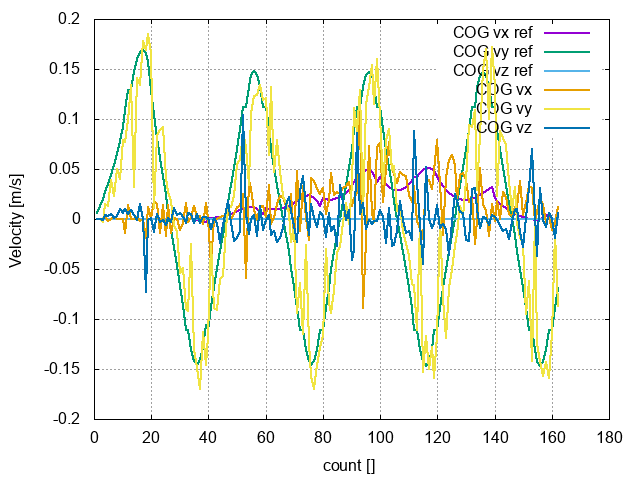 0.2
0.15
0.1
0.05
0
-0.05
-0.1
-0.15
-0.2
Velocity [m/s]
COG vx ref
COG vy ref
COG vz ref
COG vx
COG vy
COG vz
0 20 40 60 80 100 120 140 160 180
count []